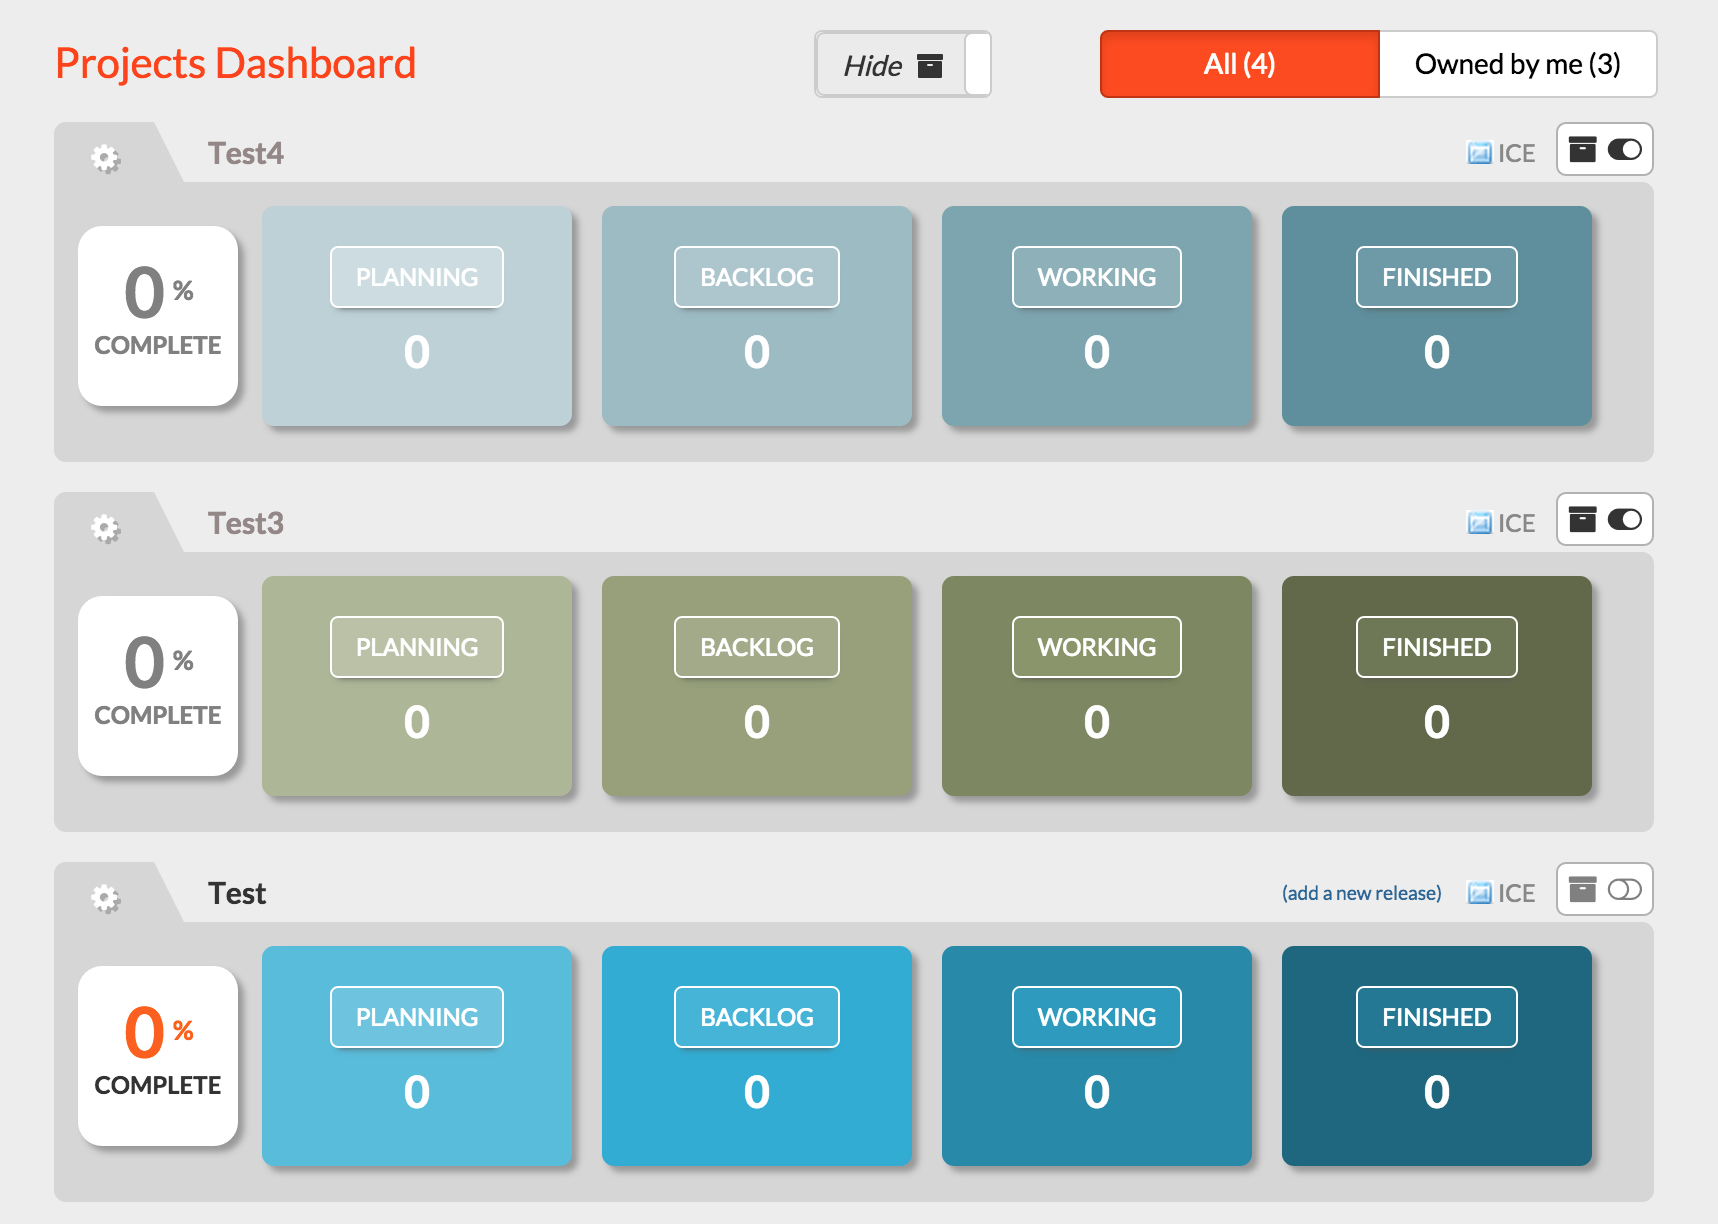 Projects Dashboard
Hide
All (4)
Owned by me (3)
Test4
ICE
0 %
COMPLETE
PLANNING
0
BACKLOG
0
WORKING
0
FINISHED
0
Test3
ICE
0 %
COMPLETE
PLANNING
0
BACKLOG
0
WORKING
0
FINISHED
0
Test
(add a new release)
ICE
0 %
COMPLETE
PLANNING
0
BACKLOG
0
WORKING
0
FINISHED
0